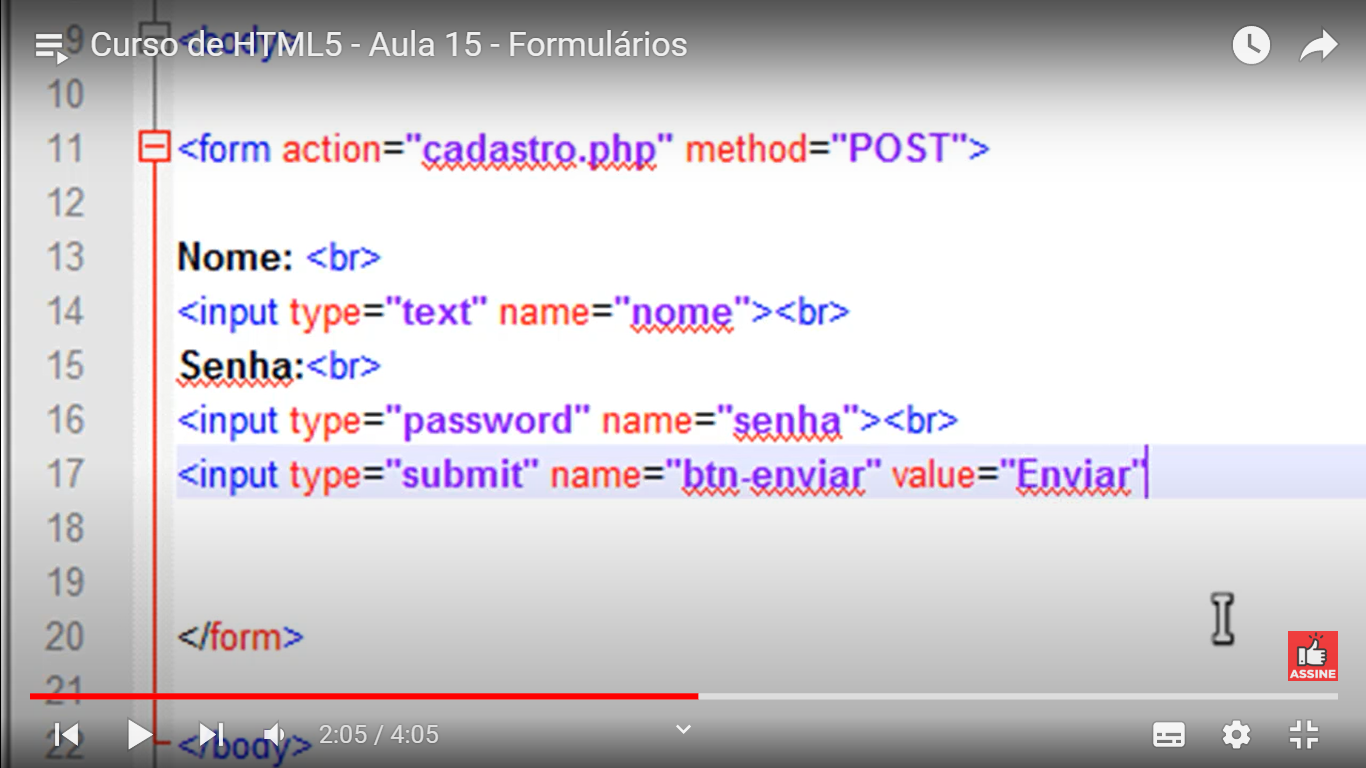 9 <body>
Curso de HTML5 - Aula 15 - Formulários
10
11 <form action="cadastro.php" method="POST">
12
13 Nome: <br>
14 <input type="text" name="nome"><br>
15 Senha:<br>
16 <input type="password" name="senha"><br>
17 <input type="submit" name="btn-enviar" value="Enviar"
18
19
20 </form>
ASSINE
21
2:05 / 4:05
22 </body>